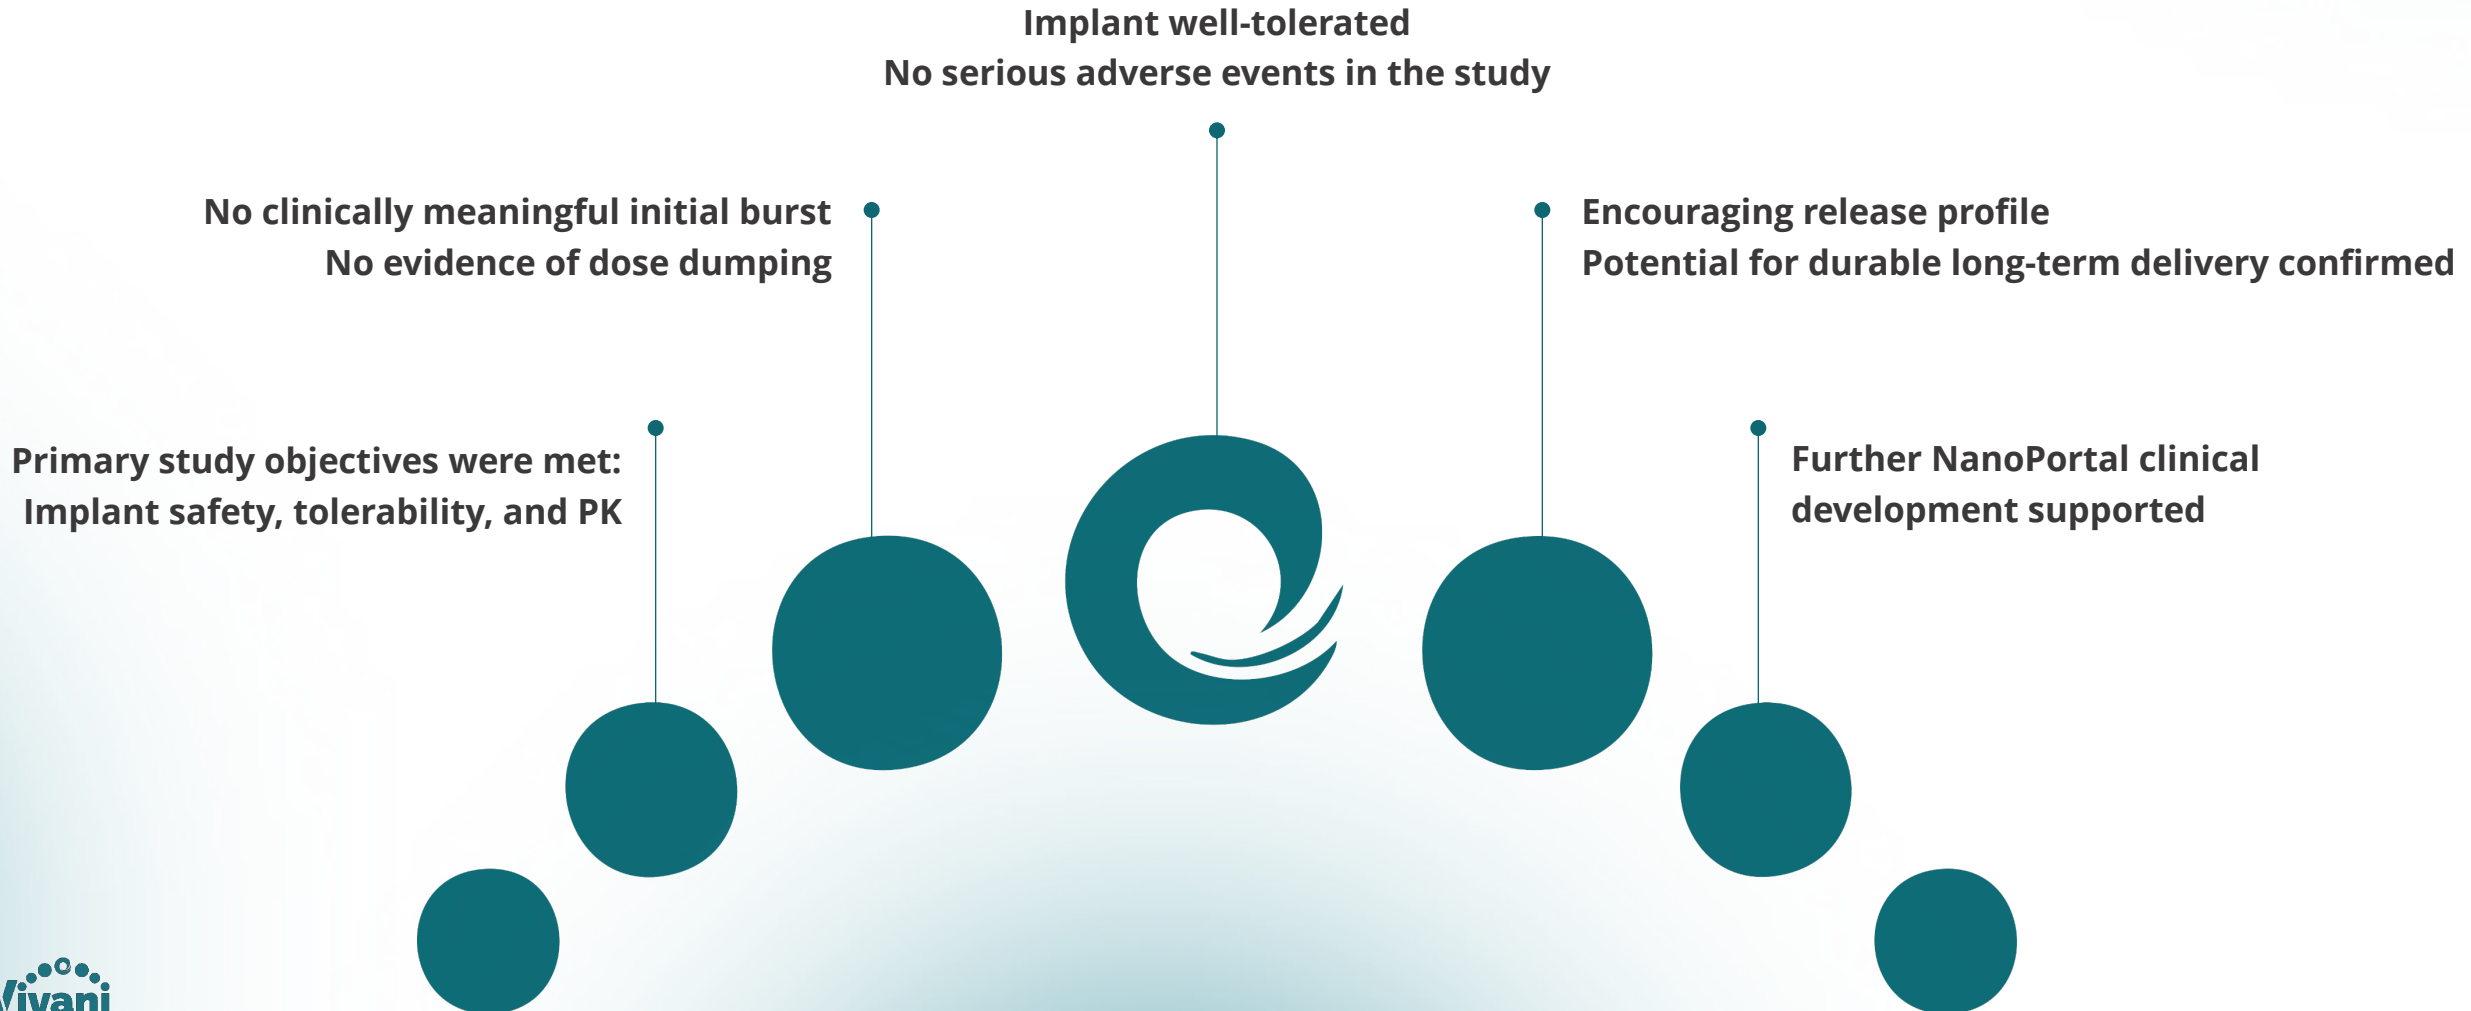 Implant well-tolerated
No serious adverse events in the study
No clinically meaningful initial burst
No evidence of dose dumping
Encouraging release profile
Potential for durable long-term delivery confirmed
Primary study objectives were met:
Implant safety, tolerability, and PK
Further NanoPortal clinical
development supported
Vivani